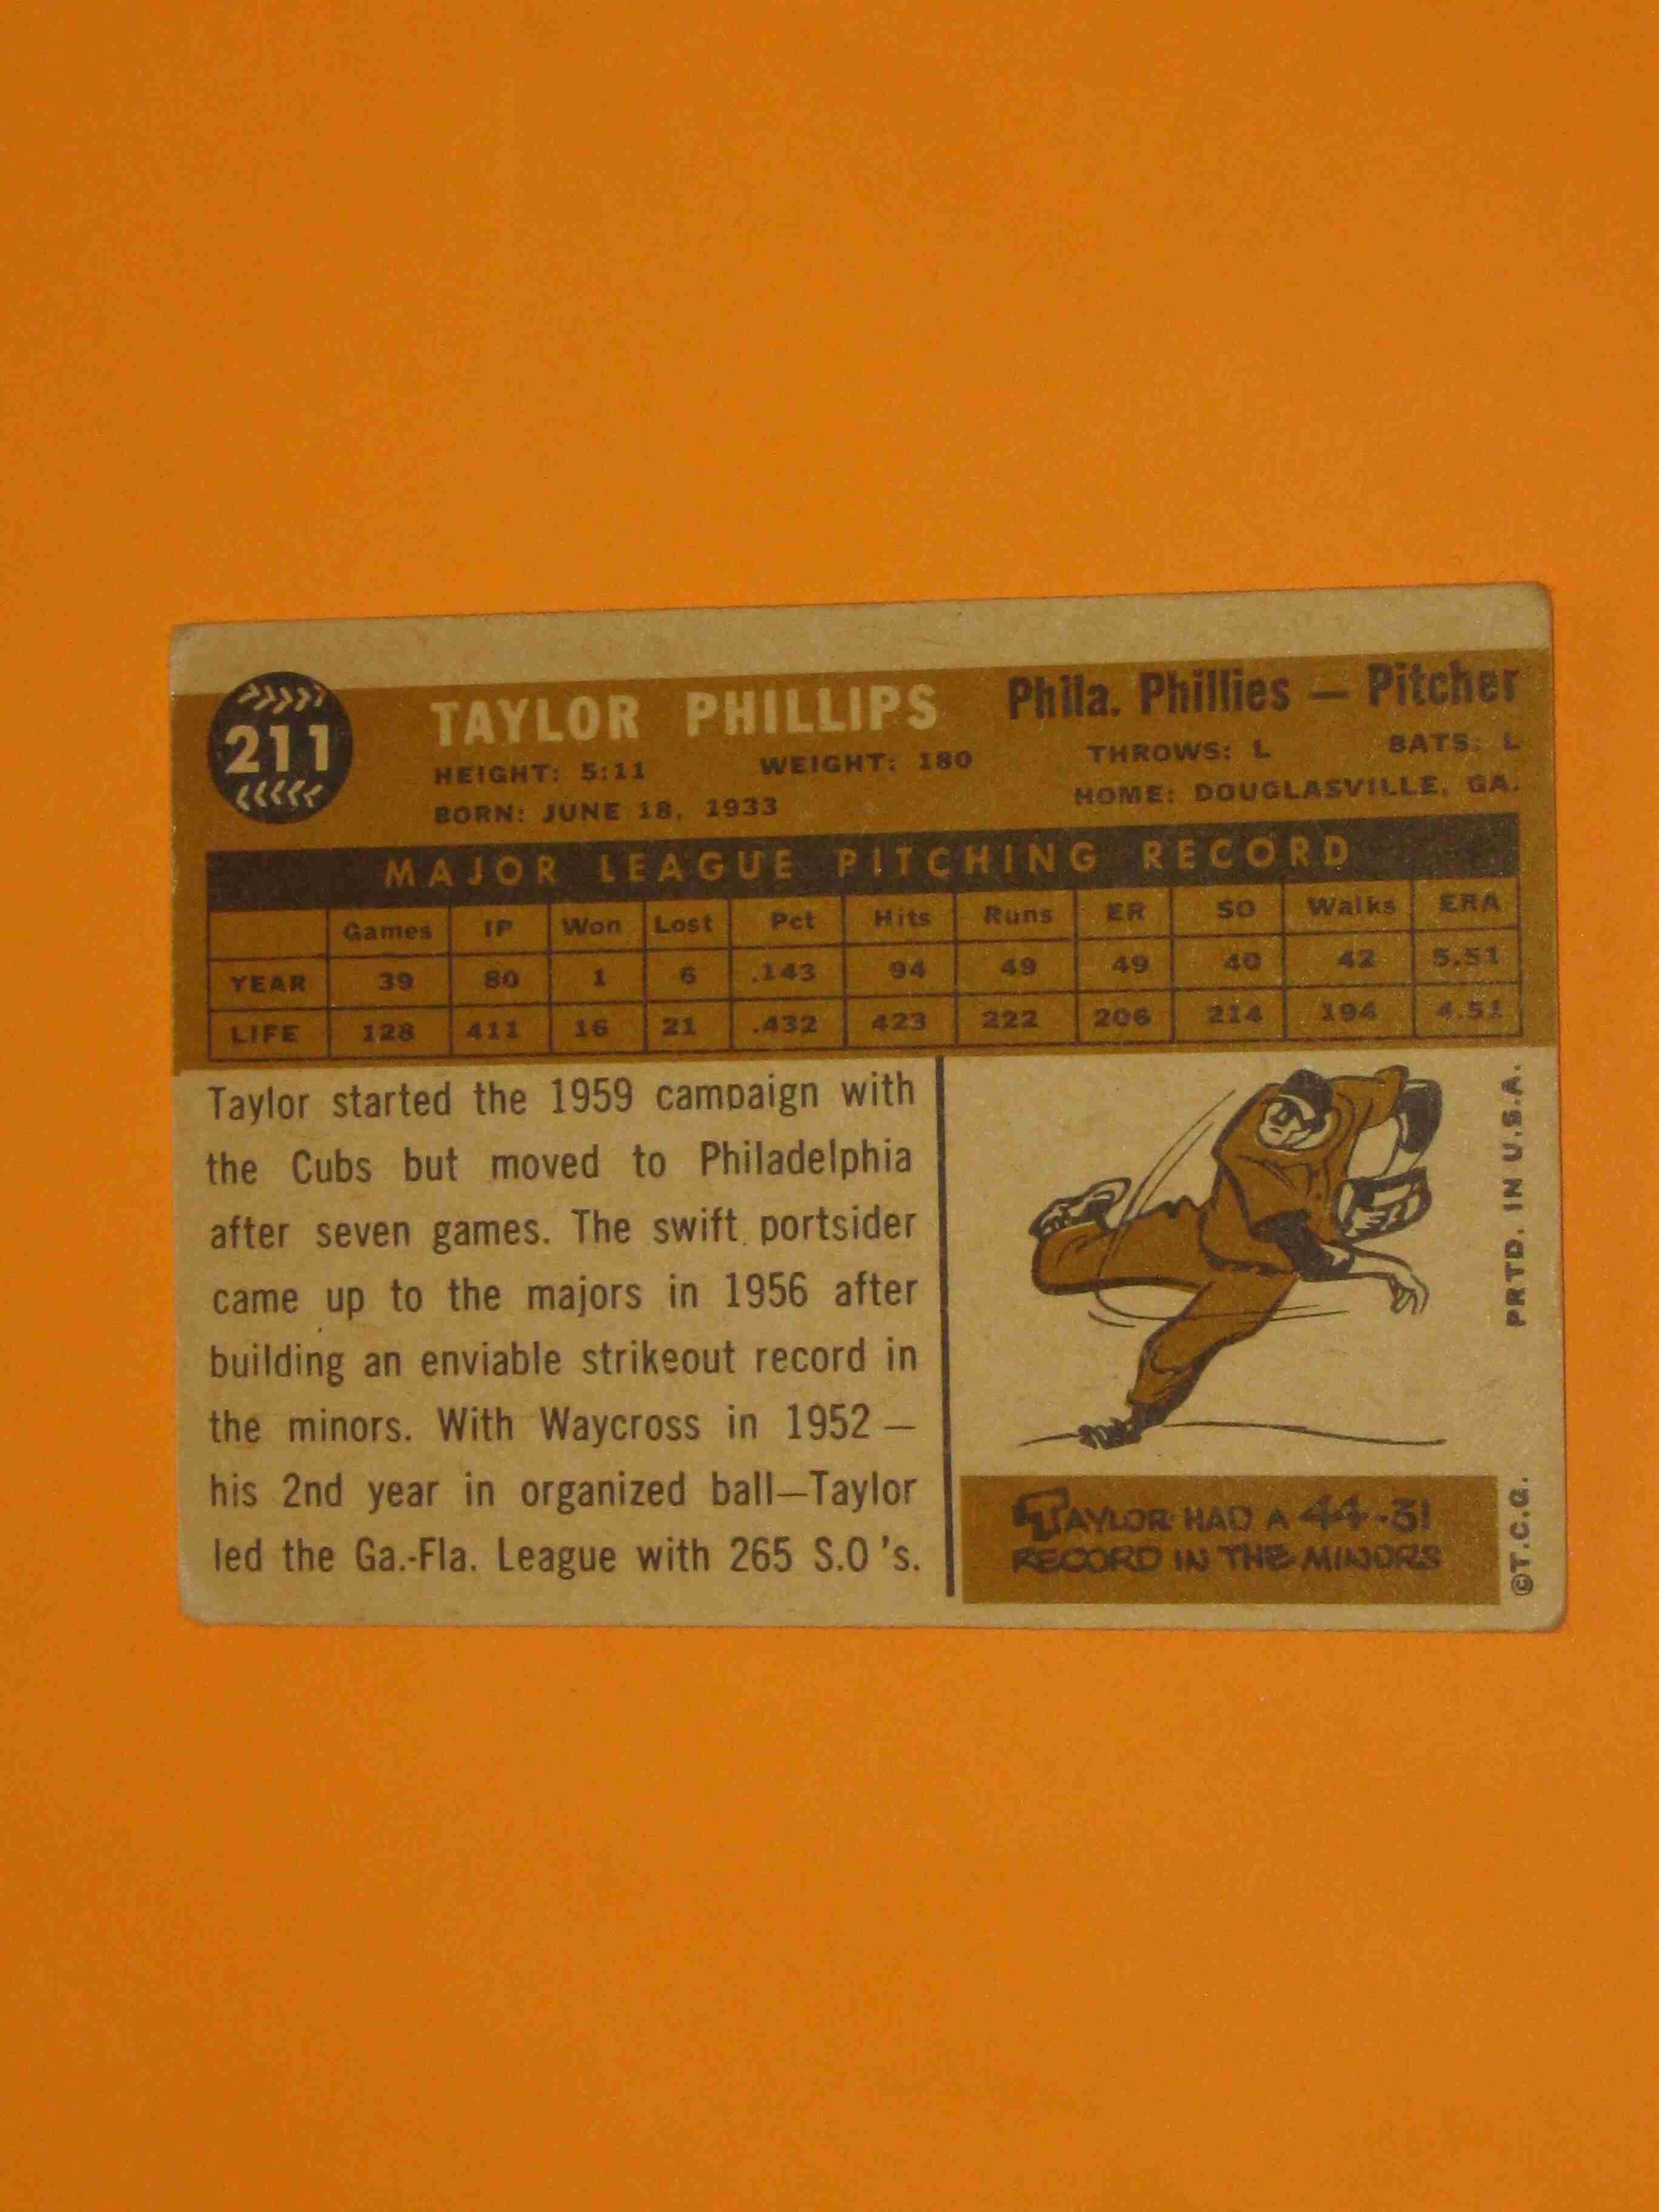 211
TAYLOR PHILLIPS Phila. Phillies — Pitcher
HEIGHT: 5:11 WEIGHT: 180 THROWS: L BATS: L
BORN: JUNE 18, 1933 HOME: DOUGLASVILLE, GA.
MAJOR LEAGUE PITCHING RECORD
Games IP Won Lost Pct Hits Runs ER SO Walks ERA
YEAR 39 80 1 6 .143 94 49 49 40 42 5.51
LIFE 128 411 16 21 .432 423 222 206 214 194 4.51
Taylor started the 1959 campaign with
the Cubs but moved to Philadelphia
after seven games. The swift portsider
came up to the majors in 1956 after
building an enviable strikeout record in
the minors. With Waycross in 1952 —
his 2nd year in organized ball—Taylor
led the Ga.-Fla. League with 265 S.O 's.
TAYLOR HAD A 44-31
RECORD IN THE MINORS
©T.C.G. PRTD. IN U.S.A.